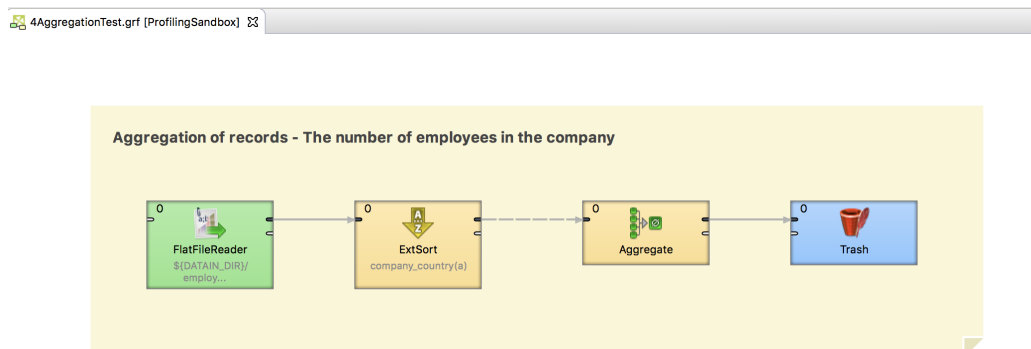 4AggregationTest.grf [ProfilingSandbox]
Aggregation of records - The number of employees in the company
0
0
0
0
FlatFileReader
ExtSort
Aggregate
Trash
${DATAIN_DIR}/
employ...
company_country(a)